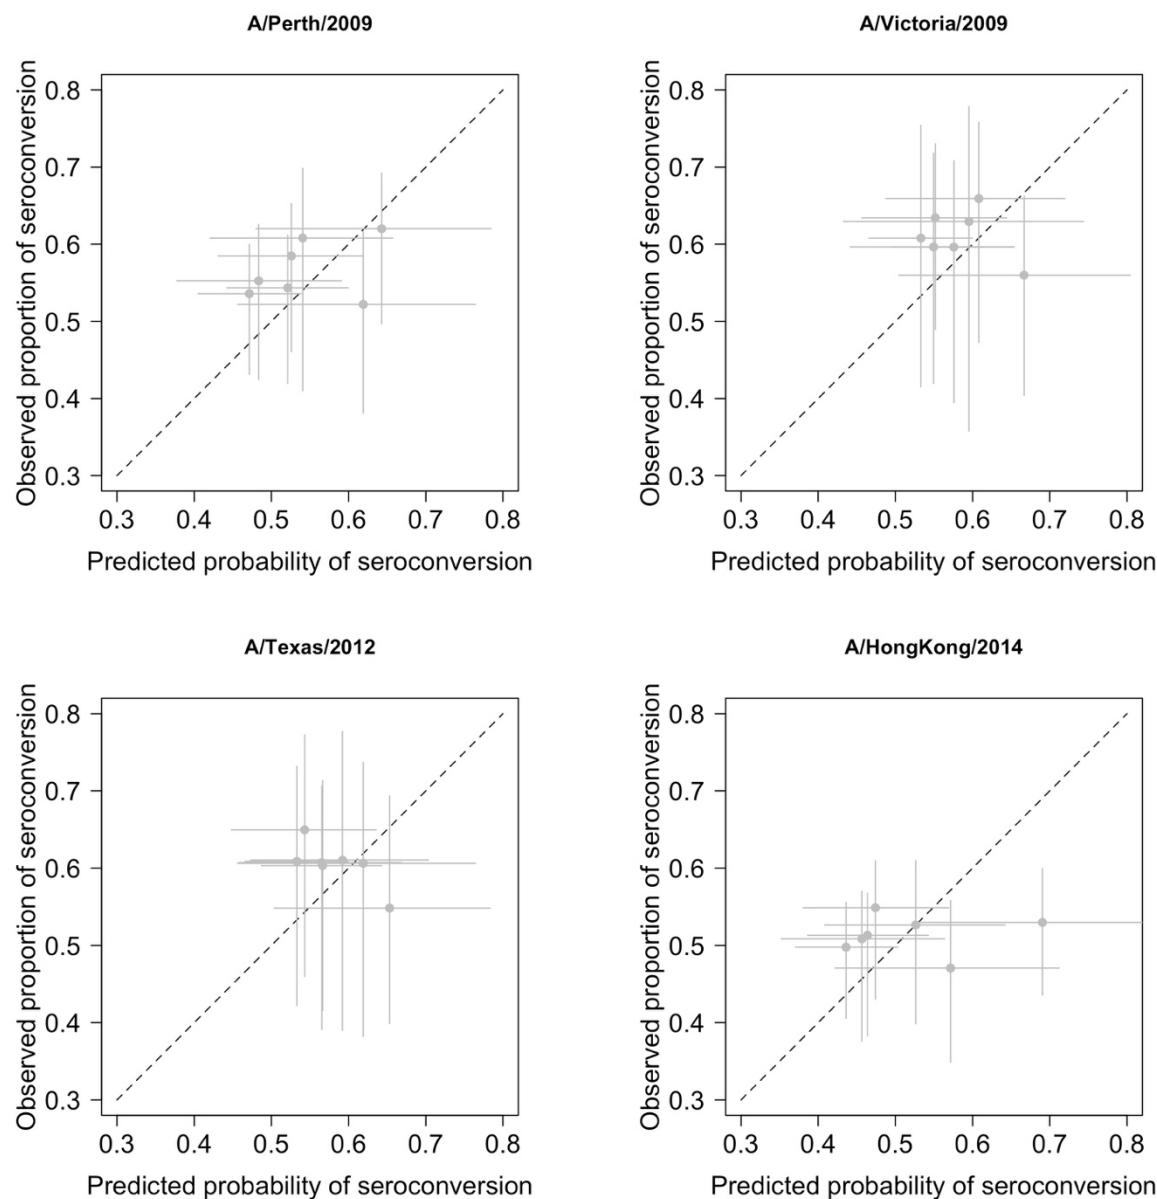 A/Perth/2009
Observed proportion of seroconversion
0.8
0.7
0.6
0.5
0.4
0.3
0.3 0.4 0.5 0.6 0.7 0.8
Predicted probability of seroconversion
A/Victoria/2009
Observed proportion of seroconversion
0.8
0.7
0.6
0.5
0.4
0.3
0.3 0.4 0.5 0.6 0.7 0.8
Predicted probability of seroconversion
A/Texas/2012
Observed proportion of seroconversion
0.8
0.7
0.6
0.5
0.4
0.3
0.3 0.4 0.5 0.6 0.7 0.8
Predicted probability of seroconversion
A/HongKong/2014
Observed proportion of seroconversion
0.8
0.7
0.6
0.5
0.4
0.3
0.3 0.4 0.5 0.6 0.7 0.8
Predicted probability of seroconversion